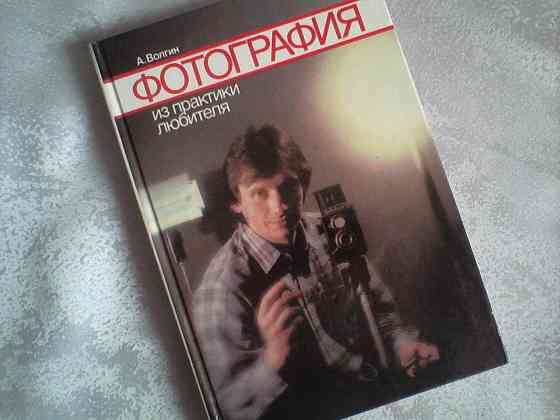 А. Волгин
ФОТОГРАФИЯ
из практики
любителя